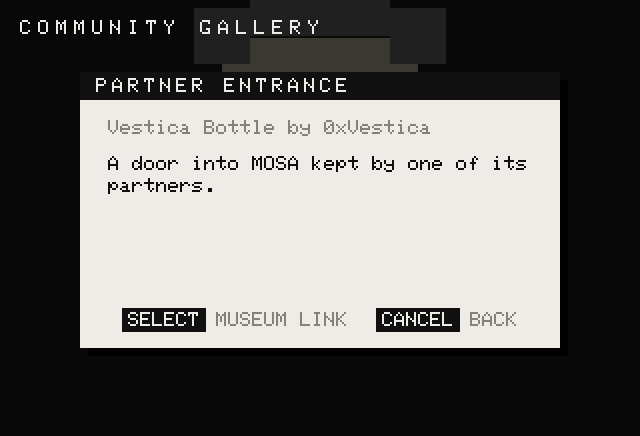 COMMUNITY GALLERY
PARTNER ENTRANCE
Vestica Bottle by 0xVestica
A door into MOSA kept by one of its
partners.
SELECT MUSEUM LINK CANCEL BACK